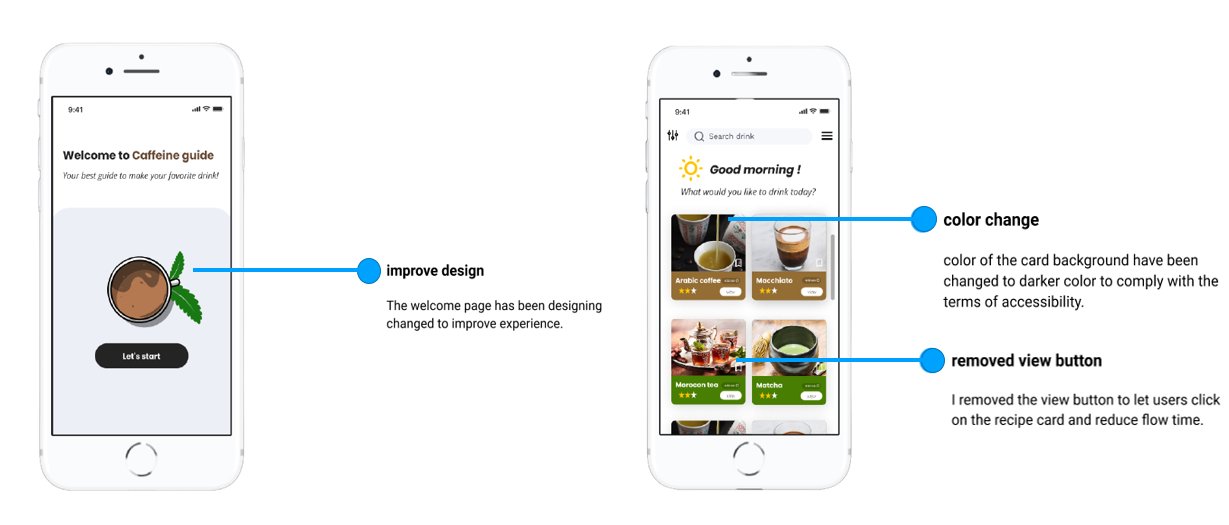 9:41
Welcome to Caffeine guide
Your best guide to make your favorite drink!
Let's start
improve design
The welcome page has been designing
changed to improve experience.
9:41
Search drink
Good morning !
What would you like to drink today?
Arabic coffee
view
Macchiato
view
Morocon tea
view
Matcha
view
color change
color of the card background have been
changed to darker color to comply with the
terms of accessibility.
removed view button
I removed the view button to let users click
on the recipe card and reduce flow time.